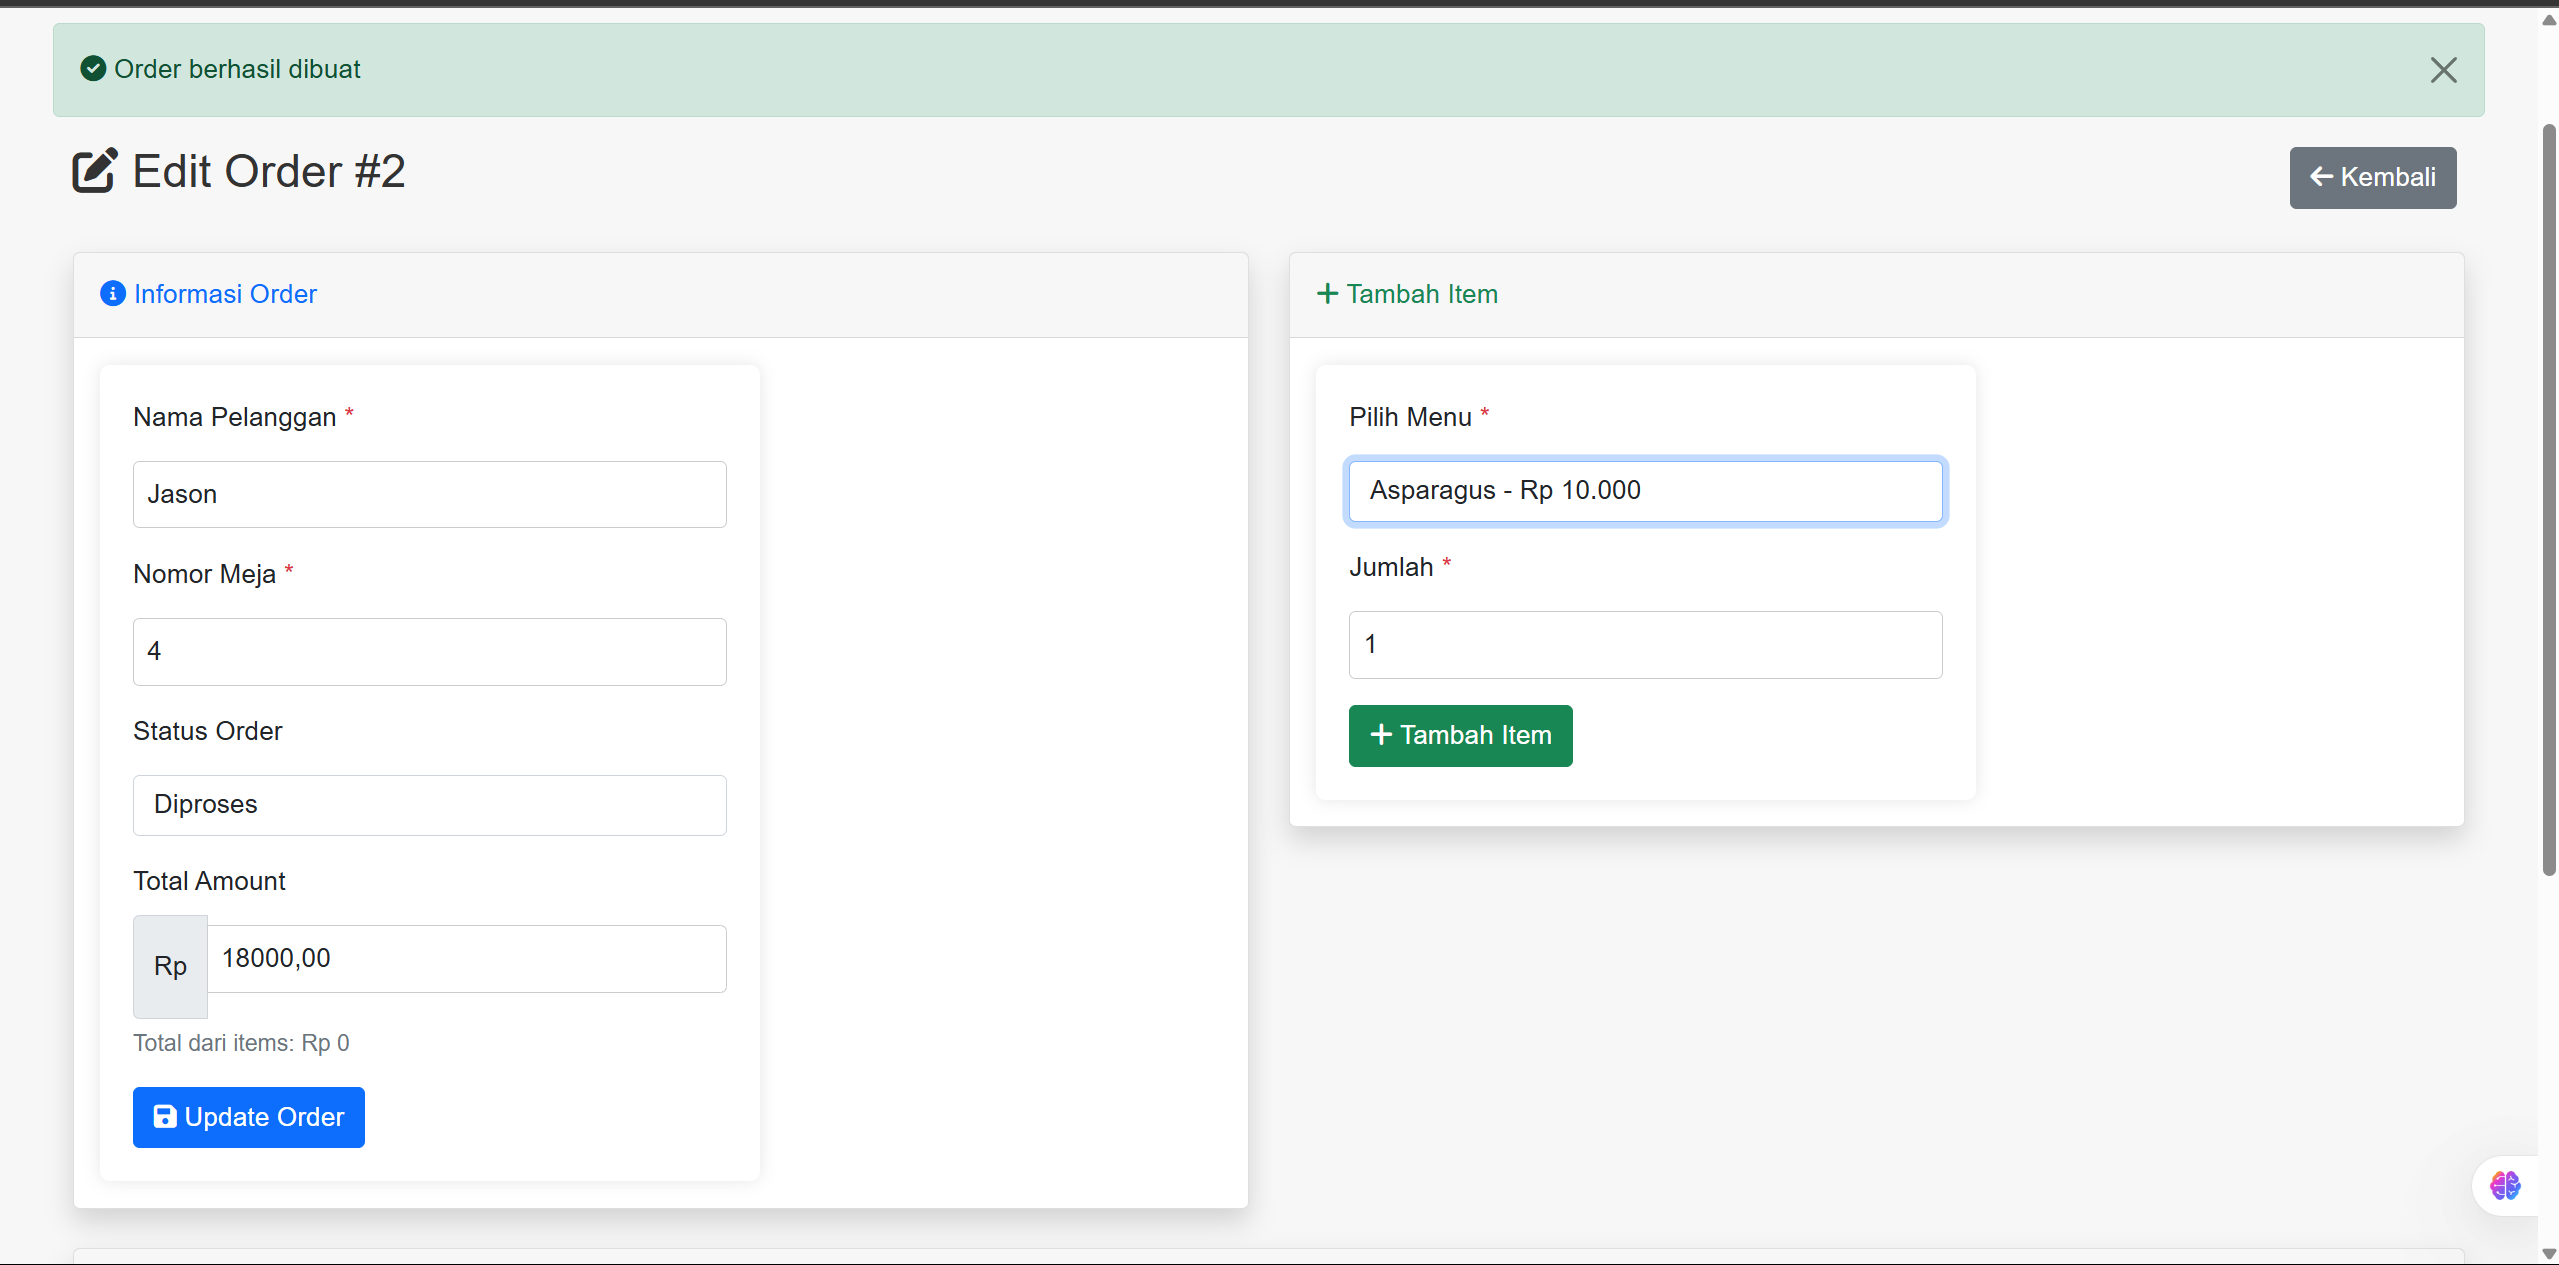 Order berhasil dibuat
Edit Order #2
Kembali
Informasi Order
Nama Pelanggan *
Jason
Nomor Meja *
4
Status Order
Diproses
Total Amount
Rp
18000,00
Total dari items: Rp 0
Update Order
Tambah Item
Pilih Menu *
Asparagus - Rp 10.000
Jumlah *
1
Tambah Item